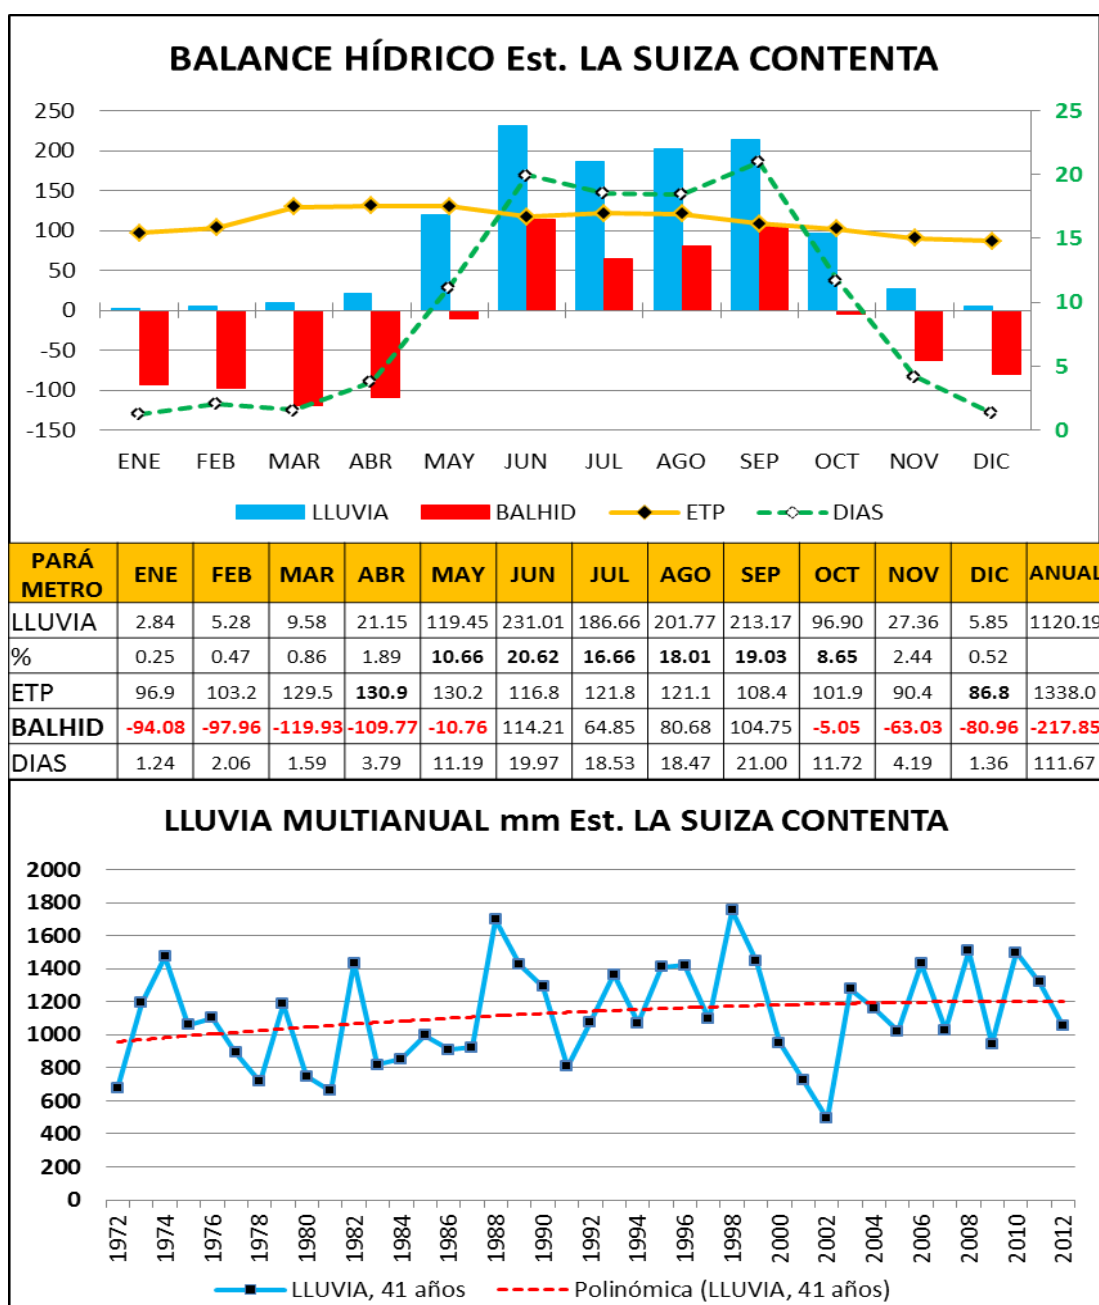 BALANCE HÍDRICO Est. LA SUIZA CONTENTA
250 25
200 20
150
100 15
50
0 10
-50
-100 5
-150 0
ENE FEB MAR ABR MAY JUN JUL AGO SEP OCT NOV DIC
LLUVIA BALHID ETP DIAS
PARÁ METRO ENE FEB MAR ABR MAY JUN JUL AGO SEP OCT NOV DIC ANUAL
LLUVIA 2.84 5.28 9.58 21.15 119.45 231.01 186.66 201.77 213.17 96.90 27.36 5.85 1120.19
% 0.25 0.47 0.86 1.89 10.66 20.62 16.66 18.01 19.03 8.65 2.44 0.52
ETP 96.9 103.2 129.5 130.9 130.2 116.8 121.8 121.1 108.4 101.9 90.4 86.8 1338.0
BALHID -94.08 -97.96 -119.93 -109.77 -10.76 114.21 64.85 80.68 104.75 -5.05 -63.03 -80.96 -217.85
DIAS 1.24 2.06 1.59 3.79 11.19 19.97 18.53 18.47 21.00 11.72 4.19 1.36 111.67
LLUVIA MULTIANUAL mm Est. LA SUIZA CONTENTA
2000
1800
1600
1400
1200
1000
800
600
400
200
0
1972 1974 1976 1978 1980 1982 1984 1986 1988 1990 1992 1994 1996 1998 2000 2002 2004 2006 2008 2010 2012
LLUVIA, 41 años Polinómica (LLUVIA, 41 años)